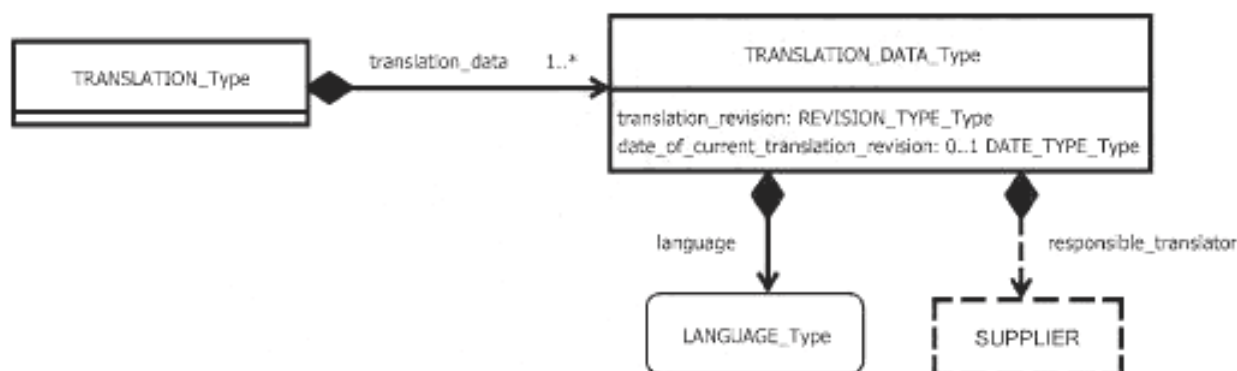 TRANSLATION_Type
translation_data 1..*
TRANSLATION_DATA_Type
translation_revision: REVISION_TYPE_Type
date_of_current_translation_revision: 0..1 DATE_TYPE_Type
language
responsible_translator
LANGUAGE_Type
SUPPLIER